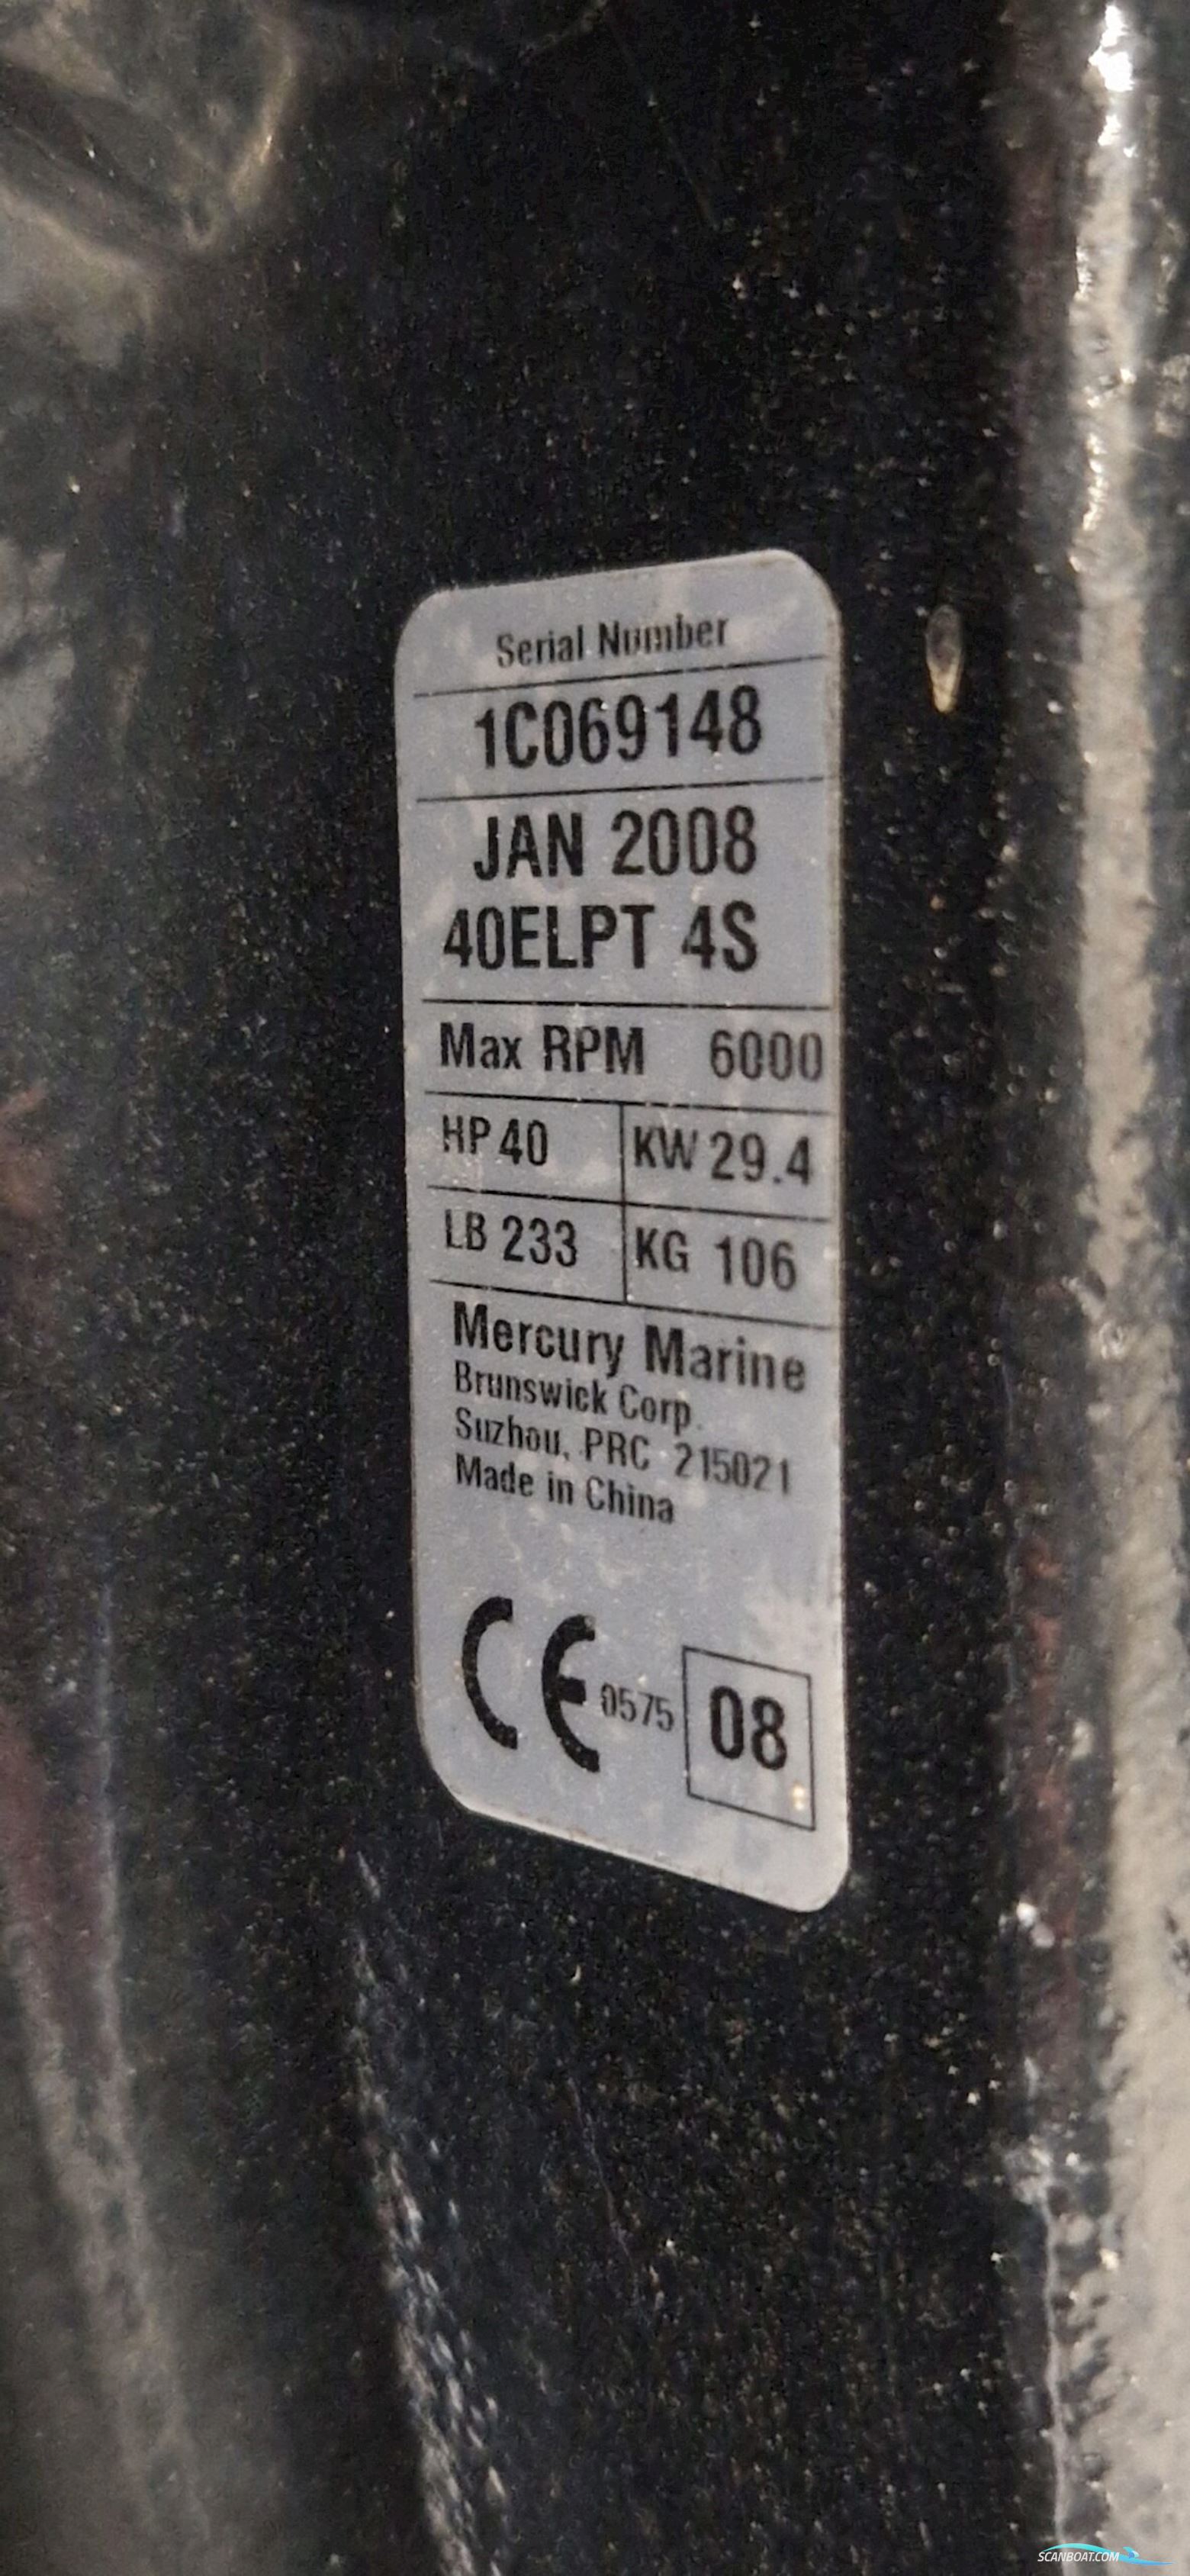 Serial Number
1C069148
JAN 2008
40ELPT 4S
Max RPM 6000
HP 40 KW 29.4
LB 233 KG 106
Mercury Marine
Brunswick Corp.
Suzhou, PRC 215021
Made in China
CE 0575 08
SCANBOAT.COM